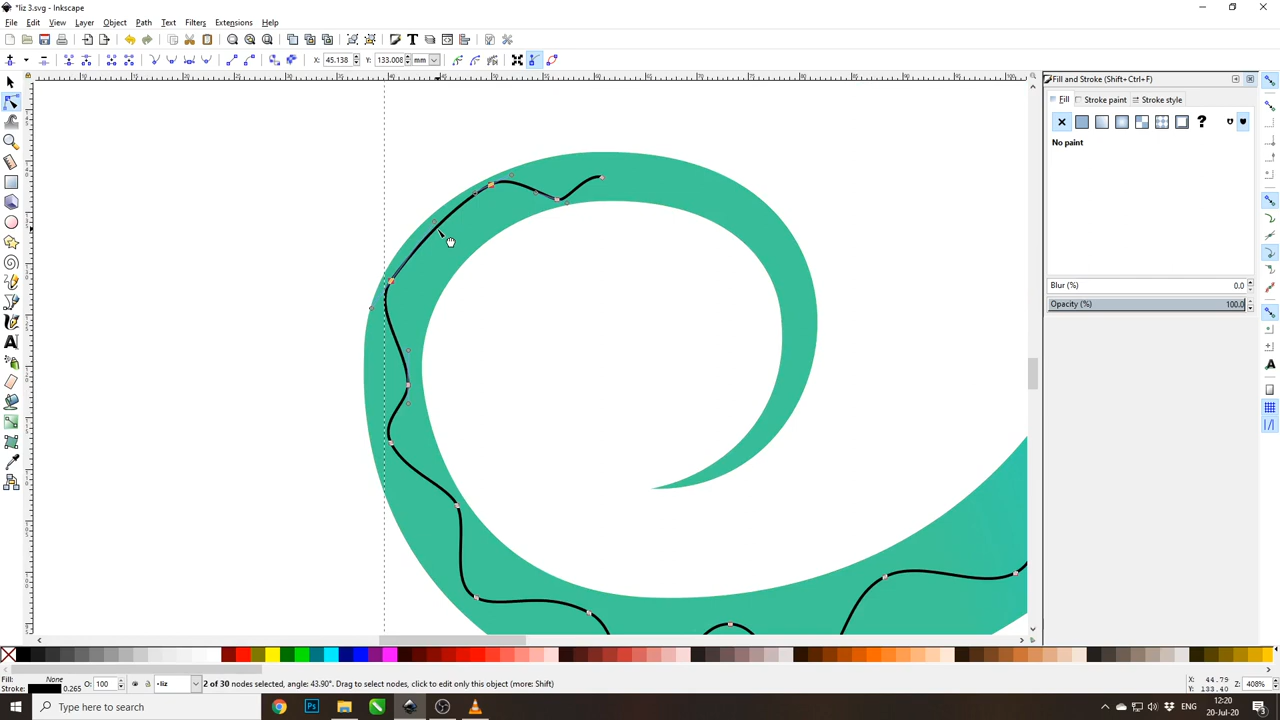 *liz 3.svg - Inkscape
File Edit View Layer Object Path Text Filters Extensions Help
X: 45.138 Y: 133.008 mm
Fill and Stroke (Shift+Ctrl+F)
Fill Stroke paint Stroke style
?
No paint
Blur (%) 0.0
Opacity (%) 100.0
Fill: None
Stroke: 0.265 O: 100 •liz 2 of 30 nodes selected, angle: 43.90°. Drag to select nodes, click to edit only this object (more: Shift) X: 44.79 Y: 133.40 Z: 408%
Type here to search
ENG 12:20 20-Jul-20